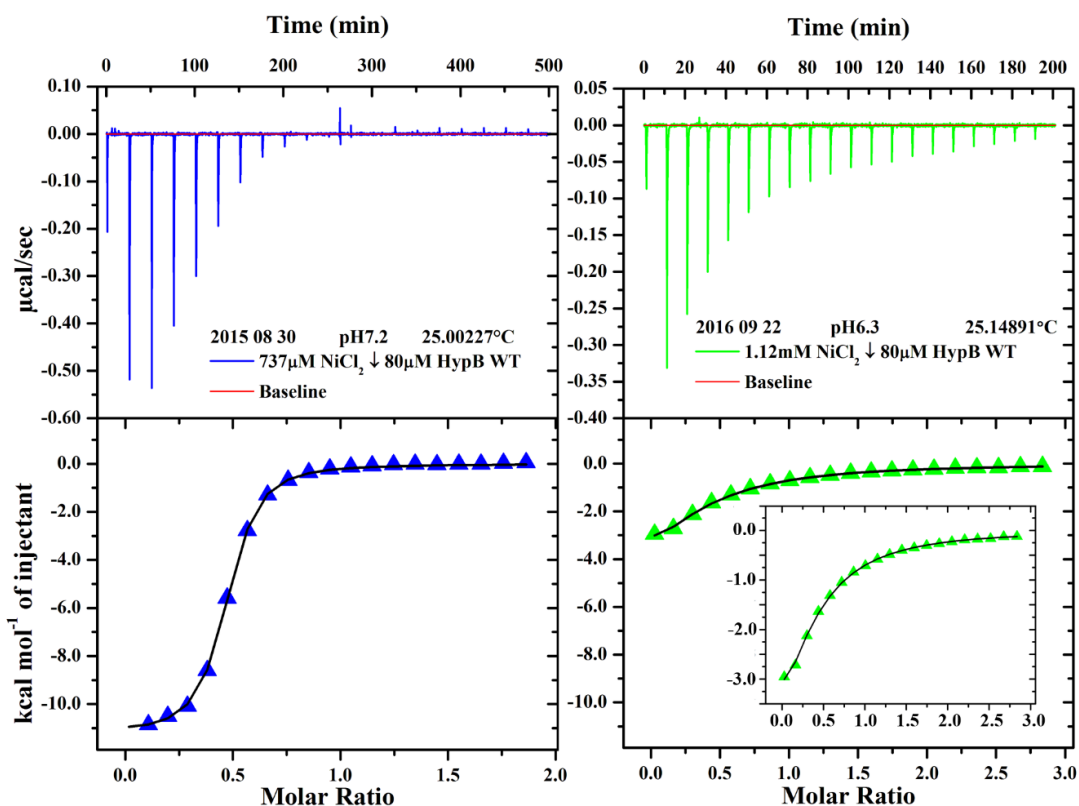 Time (min)
0 50 100 150 200 250 300 350 400 450 500
0.10
0.00
-0.10
-0.20
-0.30
-0.40
-0.50
-0.60
µcal/sec
2015 08 30 pH7.2 25.00227°C
737µM NiCl₂ ↓ 80µM HypB WT
Baseline
0.0
-2.0
-4.0
-6.0
-8.0
-10.0
kcal mol⁻¹ of injectant
0.0 0.5 1.0 1.5 2.0
Molar Ratio
Time (min)
0 20 40 60 80 100 120 140 160 180 200
0.05
0.00
-0.05
-0.10
-0.15
-0.20
-0.25
-0.30
-0.35
-0.40
2016 09 22 pH6.3 25.14891°C
1.12mM NiCl₂ ↓ 80µM HypB WT
Baseline
0.0
-2.0
-4.0
-6.0
-8.0
-10.0
0.0
-1.0
-2.0
-3.0
0.0 0.5 1.0 1.5 2.0 2.5 3.0
0.0 0.5 1.0 1.5 2.0 2.5 3.0
Molar Ratio